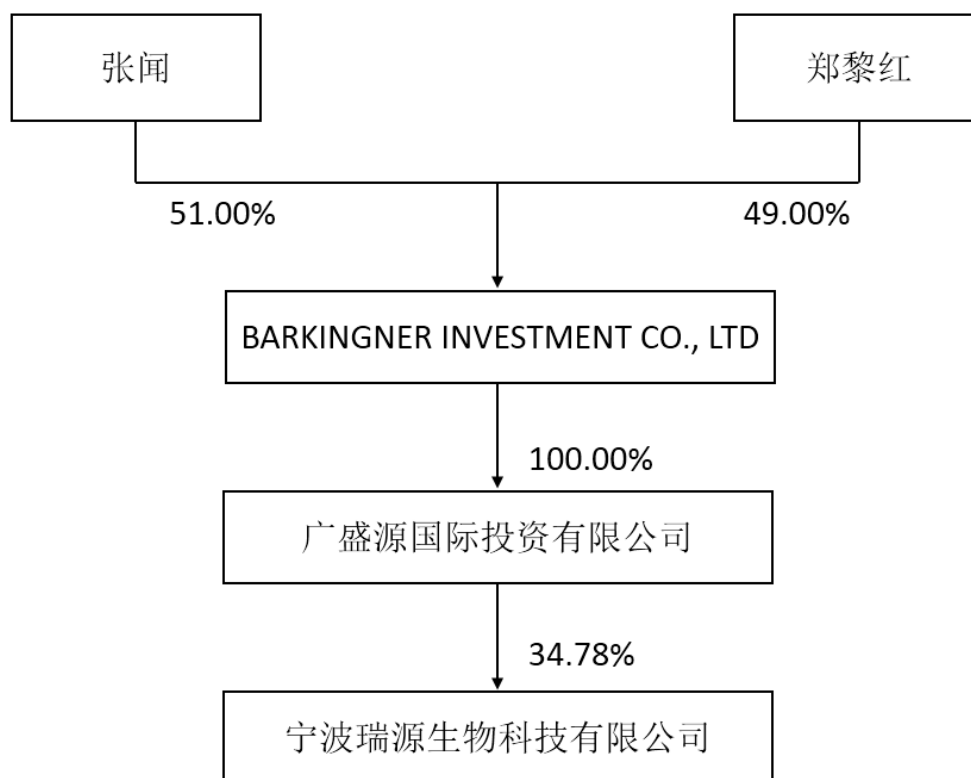 张闻
郑黎红
51.00%
49.00%
BARKINGNER INVESTMENT CO., LTD
100.00%
广盛源国际投资有限公司
34.78%
宁波瑞源生物科技有限公司